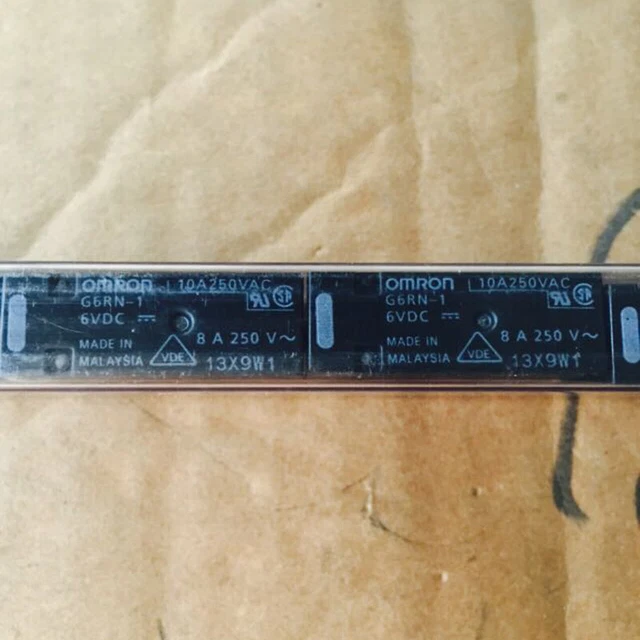 omron 10A250VAC
G6RN-1
6VDC
8 A 250 V~
MADE IN
MALAYSIA
VDE
13X9W1
omron 10A250VAC
G6RN-1
6VDC
8 A 250 V~
MADE IN
MALAYSIA
VDE
13X9W1